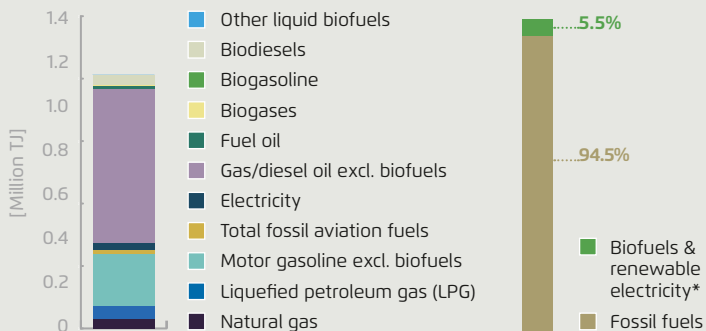 1.4
1.2
1.0
0.8
0.6
0.4
0.2
0
[Million TJ]
Other liquid biofuels
Biodiesels
Biogasoline
Biogases
Fuel oil
Gas/diesel oil excl. biofuels
Electricity
Total fossil aviation fuels
Motor gasoline excl. biofuels
Liquefied petroleum gas (LPG)
Natural gas
5.5%
94.5%
Biofuels &
renewable
electricity*
Fossil fuels